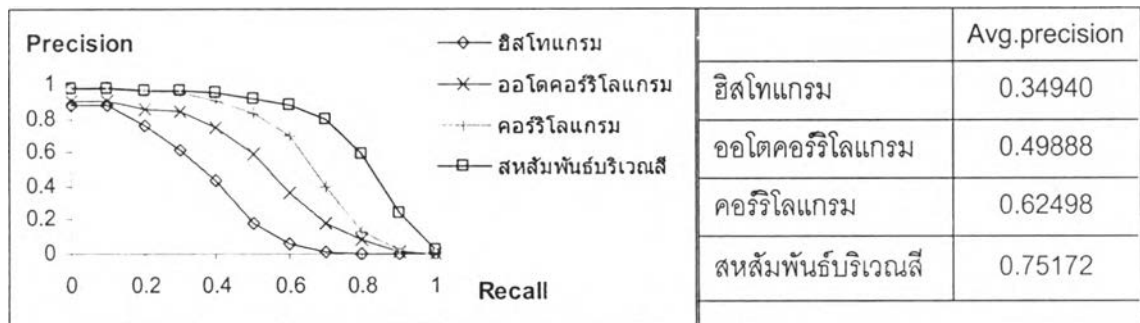 Precision
1
0.8
0.6
0.4
0.2
0
0 0.2 0.4 0.6 0.8 1
Recall
ฮิสโทแกรม
ออโตคอร์ริโลแกรม
คอร์ริโลแกรม
สหสัมพันธ์บริเวณสี
Avg.precision
ฮิสโทแกรม 0.34940
ออโตคอร์ริโลแกรม 0.49888
คอร์ริโลแกรม 0.62498
สหสัมพันธ์บริเวณสี 0.75172